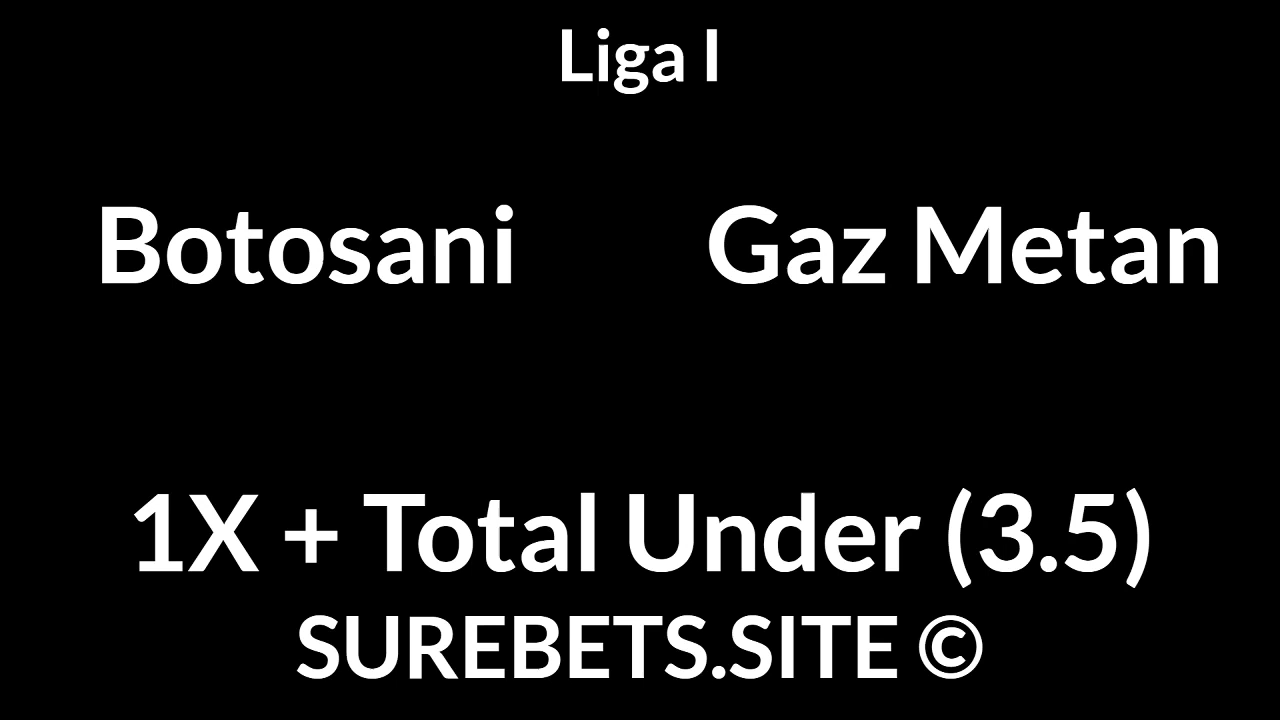 Liga I
Botosani Gaz Metan
1X + Total Under (3.5)
SUREBETS.SITE ©